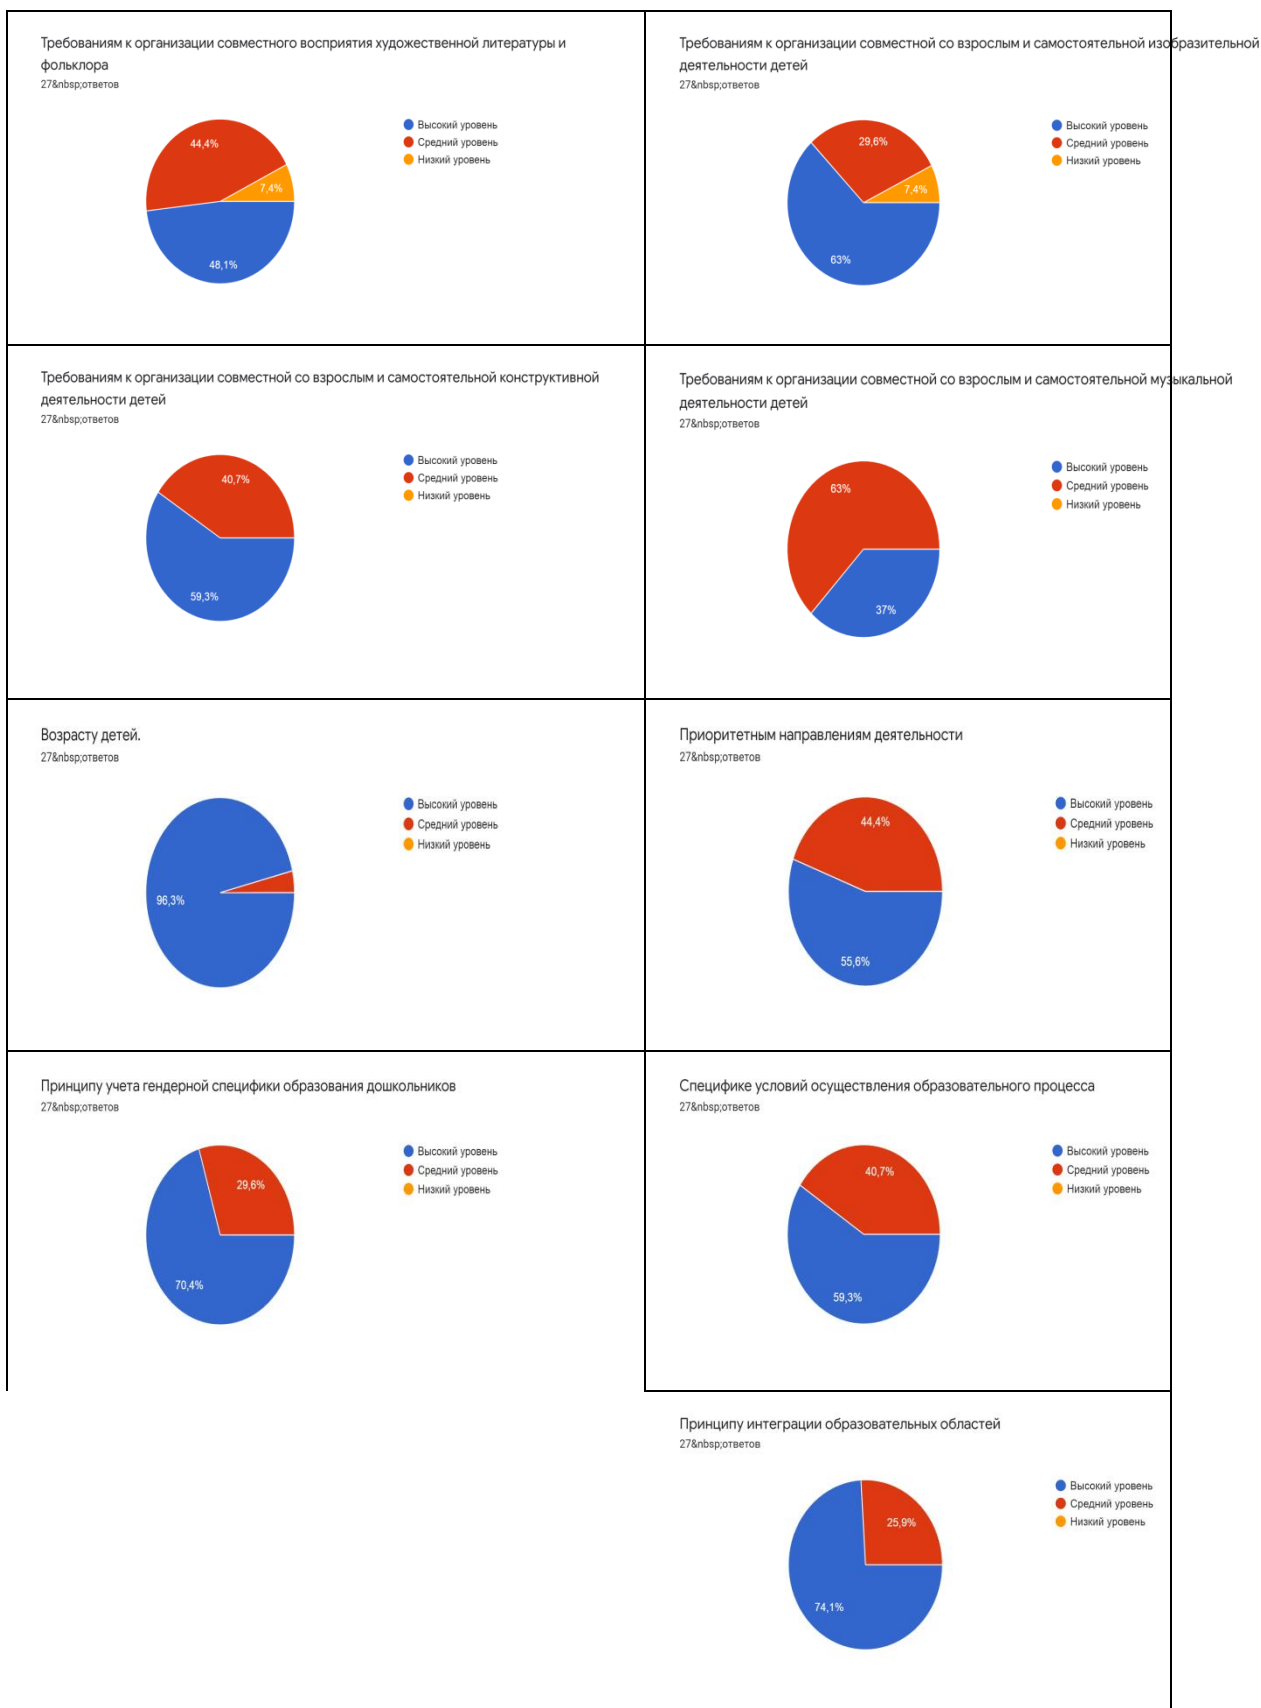 Требованиям к организации совместного восприятия художественной литературы и
фольклора
27&nbsp;ответов
44,4%
7,4%
48,1%
Высокий уровень
Средний уровень
Низкий уровень
Требованиям к организации совместной со взрослым и самостоятельной изобразительной
деятельности детей
27&nbsp;ответов
29,6%
7,4%
63%
Высокий уровень
Средний уровень
Низкий уровень
Требованиям к организации совместной со взрослым и самостоятельной конструктивной
деятельности детей
27&nbsp;ответов
40,7%
59,3%
Высокий уровень
Средний уровень
Низкий уровень
Требованиям к организации совместной со взрослым и самостоятельной музыкальной
деятельности детей
27&nbsp;ответов
63%
37%
Высокий уровень
Средний уровень
Низкий уровень
Возрасту детей.
27&nbsp;ответов
96,3%
Высокий уровень
Средний уровень
Низкий уровень
Приоритетным направлениям деятельности
27&nbsp;ответов
44,4%
55,6%
Высокий уровень
Средний уровень
Низкий уровень
Принципу учета гендерной специфики образования дошкольников
27&nbsp;ответов
29,6%
70,4%
Высокий уровень
Средний уровень
Низкий уровень
Специфике условий осуществления образовательного процесса
27&nbsp;ответов
40,7%
59,3%
Высокий уровень
Средний уровень
Низкий уровень
Принципу интеграции образовательных областей
27&nbsp;ответов
25,9%
74,1%
Высокий уровень
Средний уровень
Низкий уровень